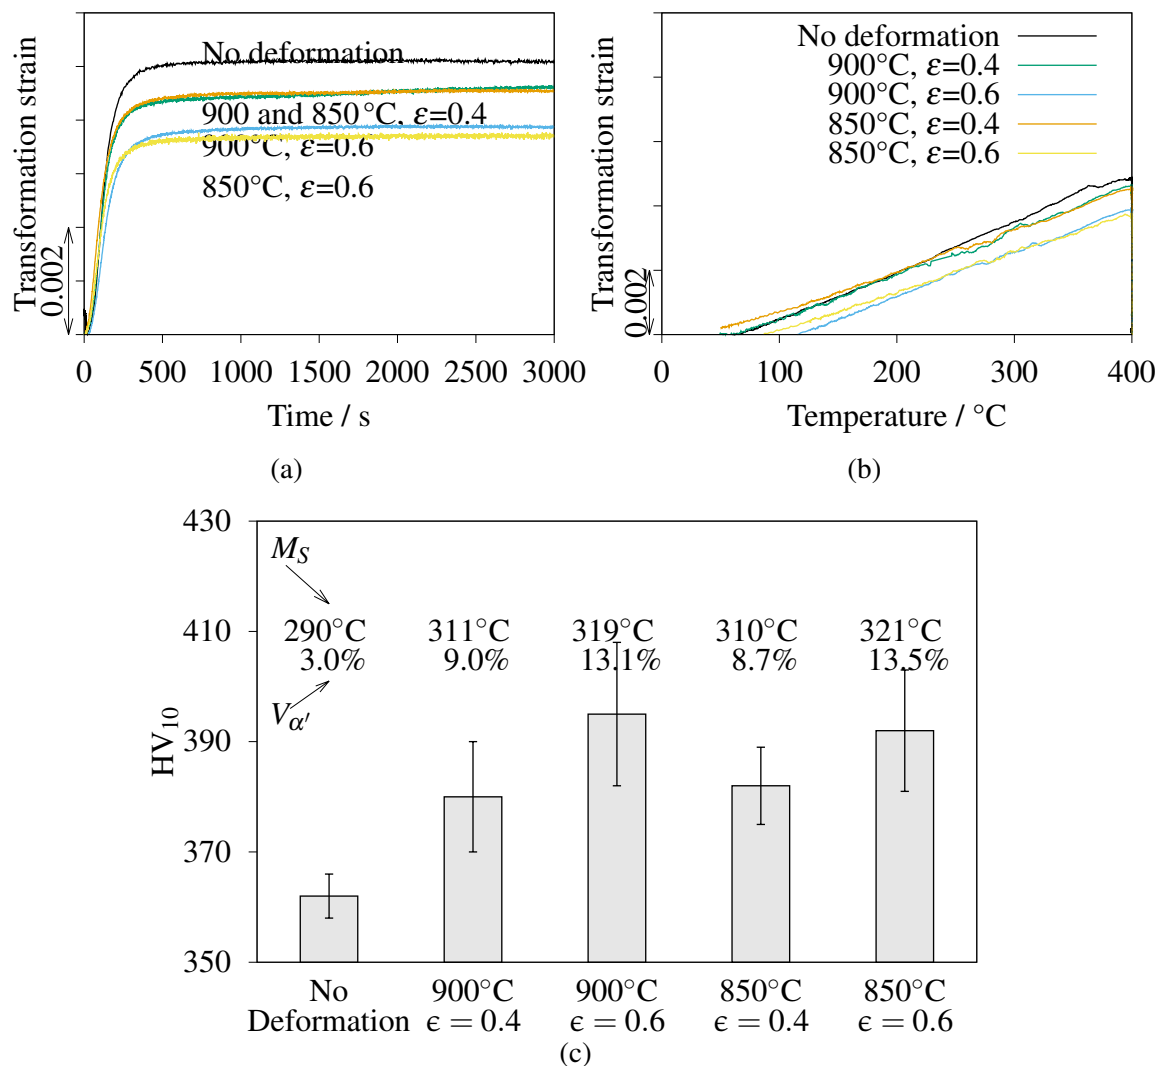 Transformation strain
0.002
No deformation
900 and 850°C, ε=0.4
900°C, ε=0.6
850°C, ε=0.6
0 500 1000 1500 2000 2500 3000
Time / s
(a)
Transformation strain
0.002
No deformation
900°C, ε=0.4
900°C, ε=0.6
850°C, ε=0.4
850°C, ε=0.6
0 100 200 300 400
Temperature / °C
(b)
HV10
430
410
390
370
350
MS
290°C 311°C 319°C 310°C 321°C
3.0% 9.0% 13.1% 8.7% 13.5%
Vα′
No 900°C 900°C 850°C 850°C
Deformation ϵ = 0.4 ϵ = 0.6 ϵ = 0.4 ϵ = 0.6
(c)